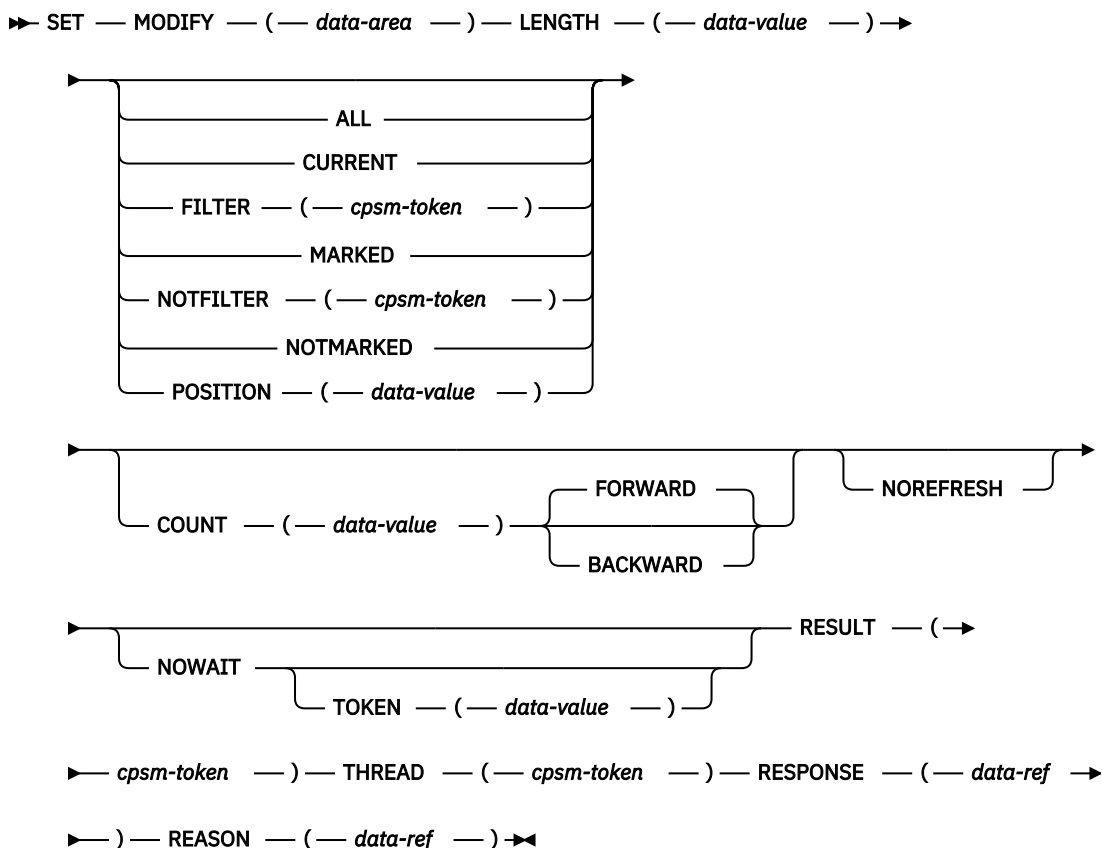 SET MODIFY ( data-area ) LENGTH ( data-value )
ALL
CURRENT
FILTER ( cpsm-token )
MARKED
NOTFILTER ( cpsm-token )
NOTMARKED
POSITION ( data-value )
FORWARD
NOREFRESH
COUNT ( data-value )
BACKWARD
RESULT (
NOWAIT
TOKEN ( data-value )
cpsm-token ) THREAD ( cpsm-token ) RESPONSE ( data-ref
) REASON ( data-ref )